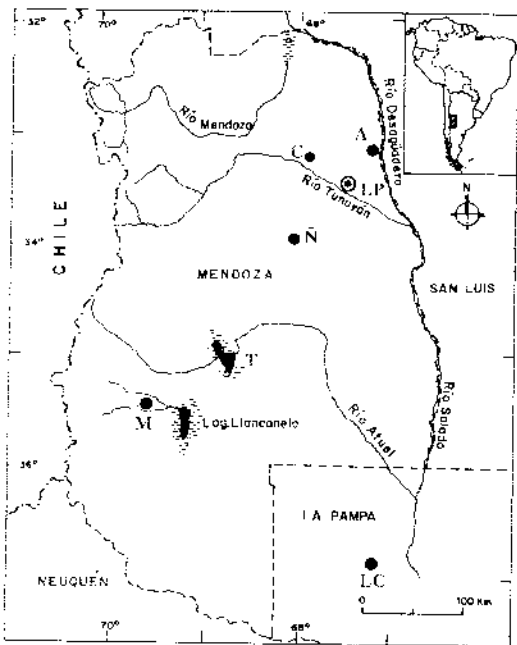 32°
70°
68°
Río Mendoza
Río Desaguadero
A
C
LP
Río Tunuyán
N
CHILE
34°
Ñ
MENDOZA
SAN LUIS
T
M
Lag. Llancanelo
Río Atuel
Río Salado
36°
LA PAMPA
NEUQUÉN
LC
0
100 Km
70°
68°